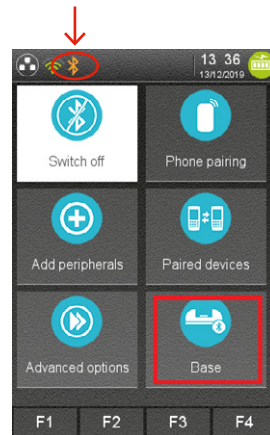 13 36
13/12/2019
Switch off
Phone pairing
Add peripherals
Paired devices
Advanced options
Base
F1
F2
F3
F4